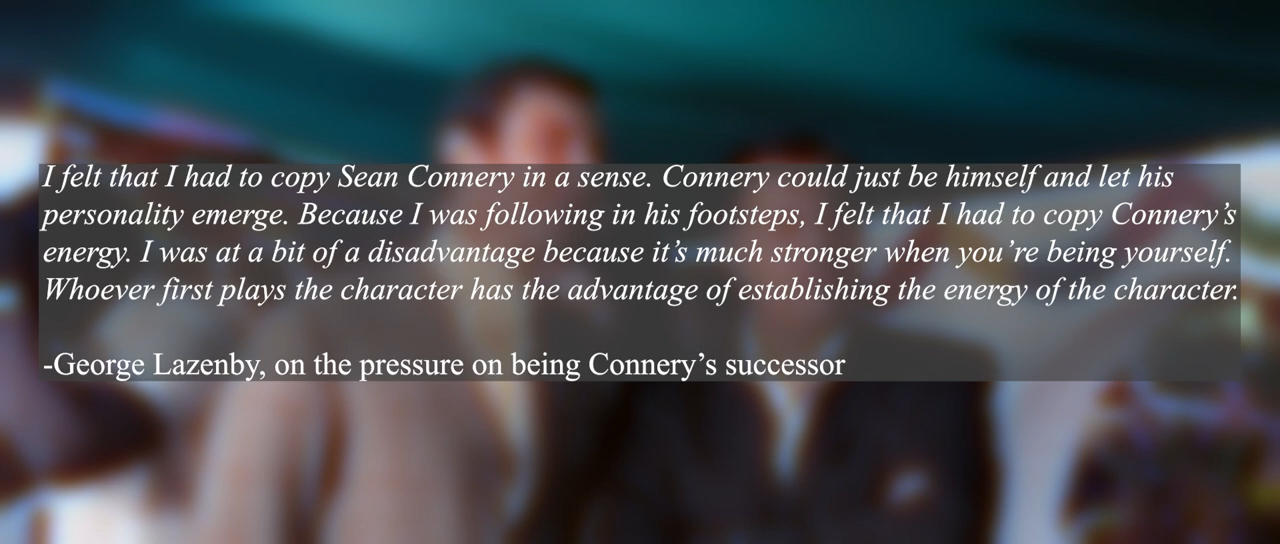 I felt that I had to copy Sean Connery in a sense. Connery could just be himself and let his
personality emerge. Because I was following in his footsteps, I felt that I had to copy Connery’s
energy. I was at a bit of a disadvantage because it’s much stronger when you’re being yourself.
Whoever first plays the character has the advantage of establishing the energy of the character.
-George Lazenby, on the pressure on being Connery’s successor